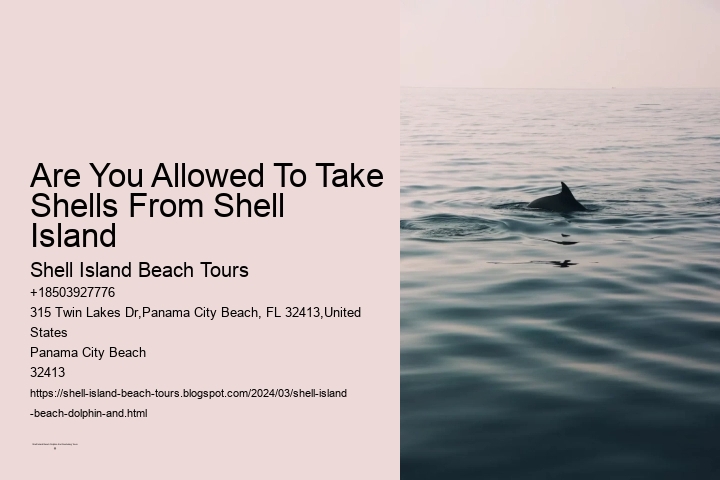 Are You Allowed To Take
Shells From Shell
Island
Shell Island Beach Tours
+18503927776
315 Twin Lakes Dr,Panama City Beach, FL 32413,United
States
Panama City Beach
32413
https://shell-island-beach-tours.blogspot.com/2024/03/shell-island
-beach-dolphin-and.html